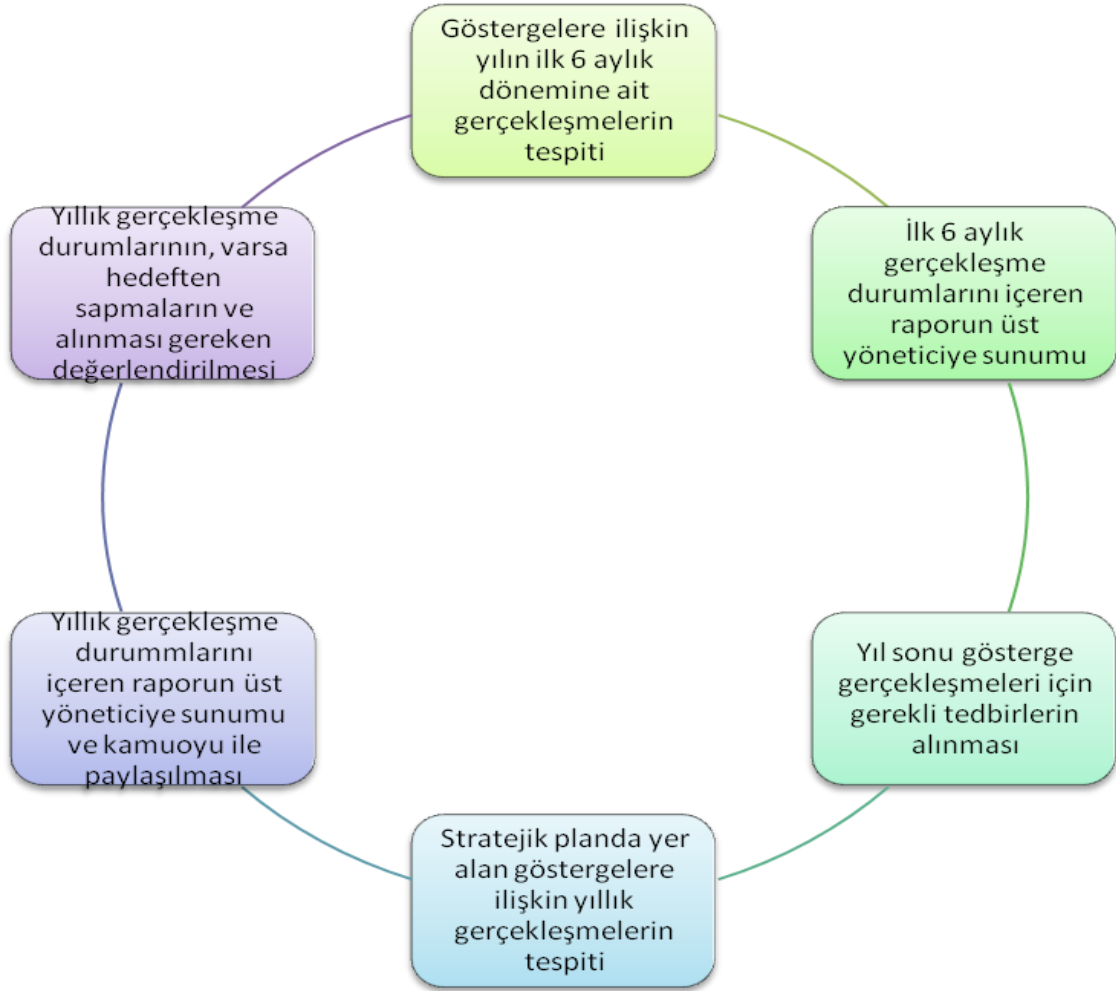 Göstergelere ilişkin
yılın ilk 6 aylık
dönemine ait
gerçekleşmelerin
tespiti
İlk 6 aylık
gerçekleşme
durumlarını içeren
raporun üst
yöneticiye sunumu
Yıl sonu gösterge
gerçekleşmeleri için
gerekli tedbirlerin
alınması
Stratejik planda yer
alan göstergelere
ilişkin yıllık
gerçekleşmelerin
tespiti
Yıllık gerçekleşme
durummlarını
içeren raporun üst
yöneticiye sunumu
ve kamuoyu ile
paylaşılması
Yıllık gerçekleşme
durumlarının, varsa
hedeften
sapmaların ve
alınması gereken
değerlendirilmesi